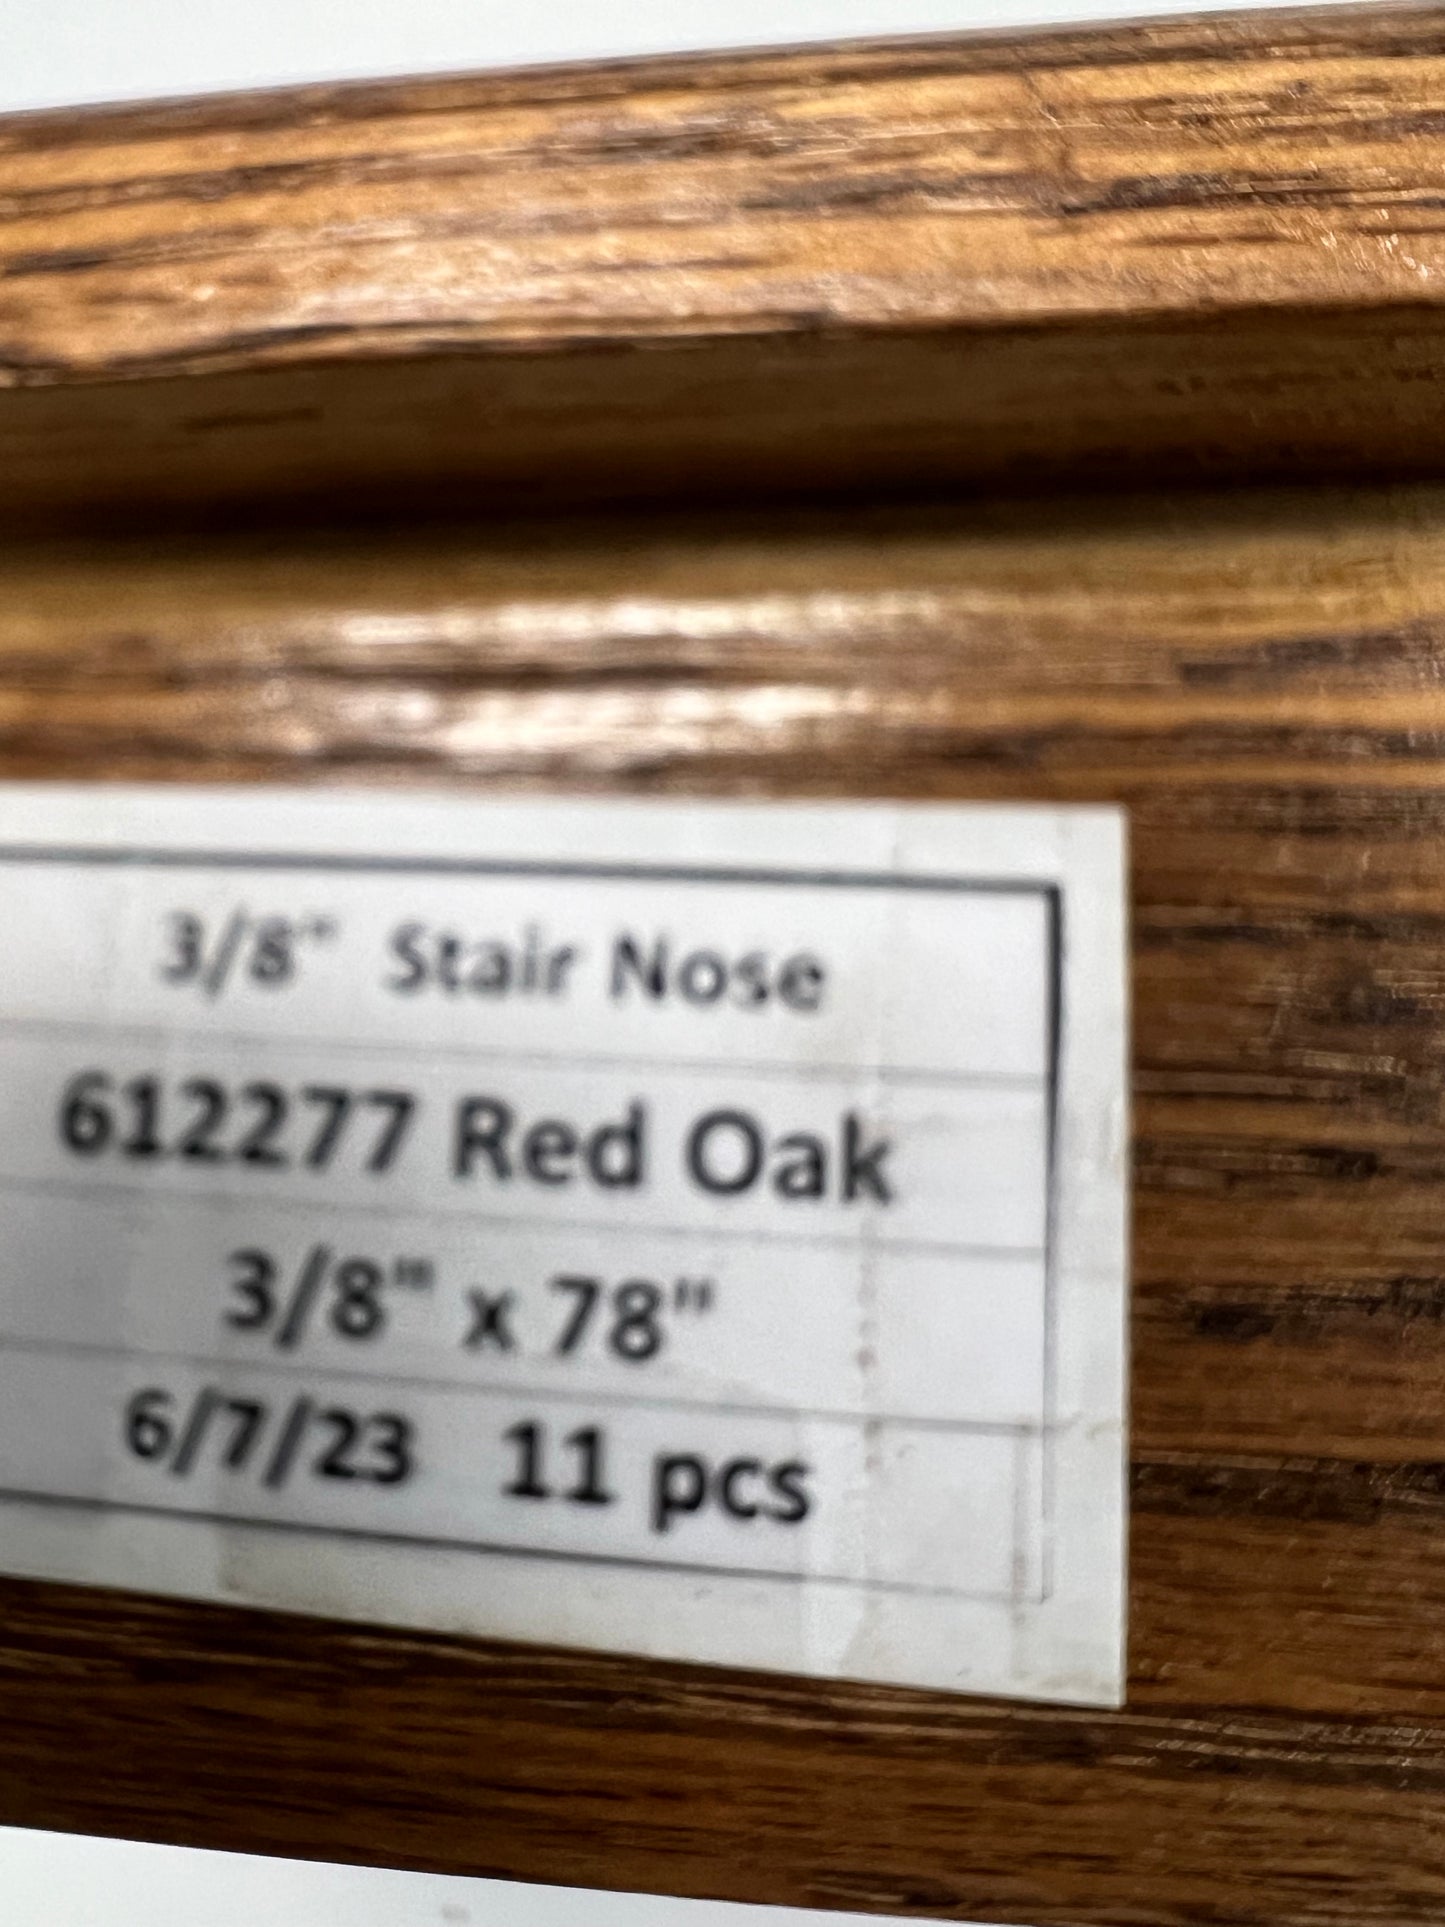 3/8" Stair Nose
612277 Red Oak
3/8" x 78"
6/7/23 11 pcs